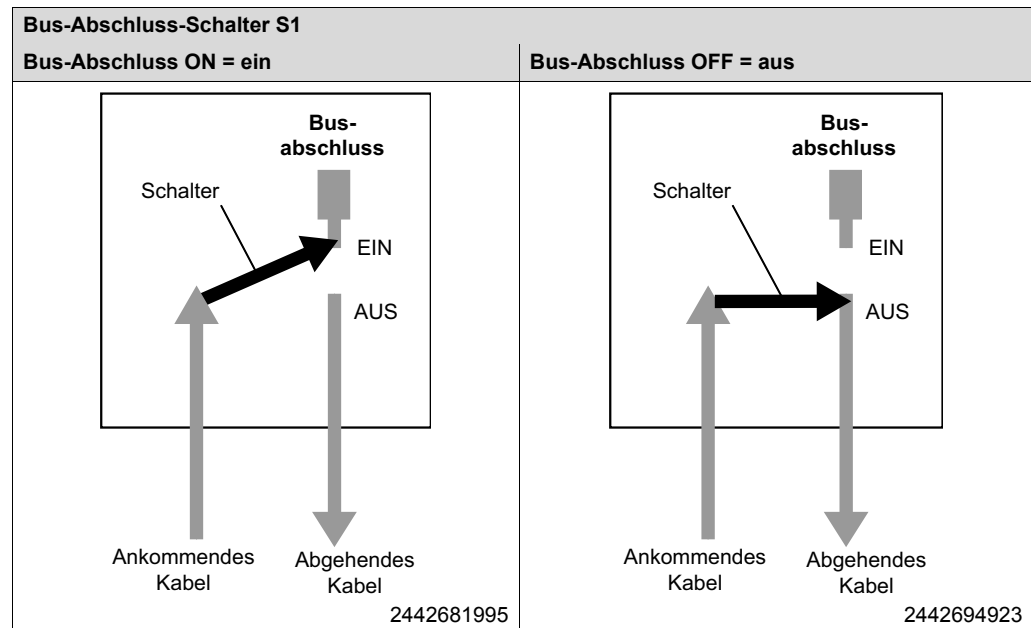 Bus-Abschluss-Schalter S1
Bus-Abschluss ON = ein
Bus-Abschluss OFF = aus
Bus-
abschluss
Schalter
EIN
AUS
Ankommendes
Kabel
Abgehendes
Kabel
2442681995
Bus-
abschluss
Schalter
EIN
AUS
Ankommendes
Kabel
Abgehendes
Kabel
2442694923